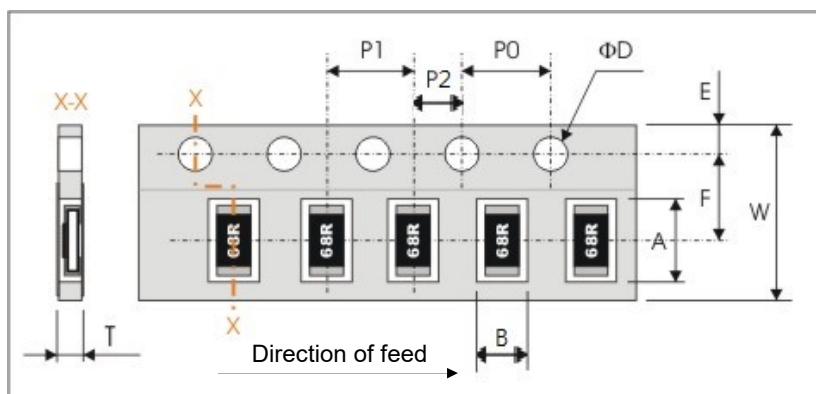 P1
P2
P0
ΦD
E
X-X
X
F
W
A
68R
68R
68R
68R
68R
X
T
B
Direction of feed